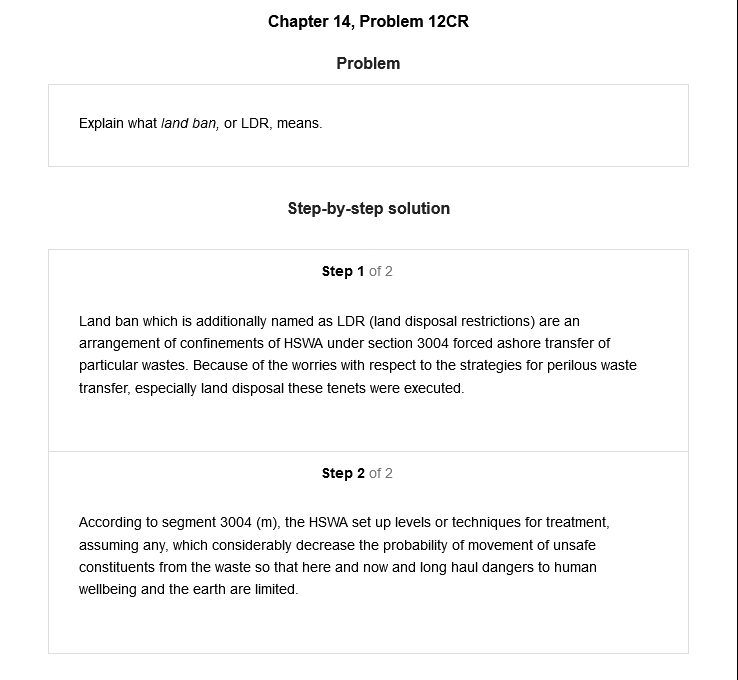 Chapter 14, Problem 12CR
Problem
Explain what land ban, or LDR, means.
Step-by-step solution
Step 1 of 2
Land ban which is additionally named as LDR (land disposal restrictions) are an
arrangement of confinements of HSWA under section 3004 forced ashore transfer of
particular wastes. Because of the worries with respect to the strategies for perilous waste
transfer, especially land disposal these tenets were executed.
Step 2 of 2
According to segment 3004 (m), the HSWA set up levels or techniques for treatment,
assuming any, which considerably decrease the probability of movement of unsafe
constituents from the waste so that here and now and long haul dangers to human
wellbeing and the earth are limited.